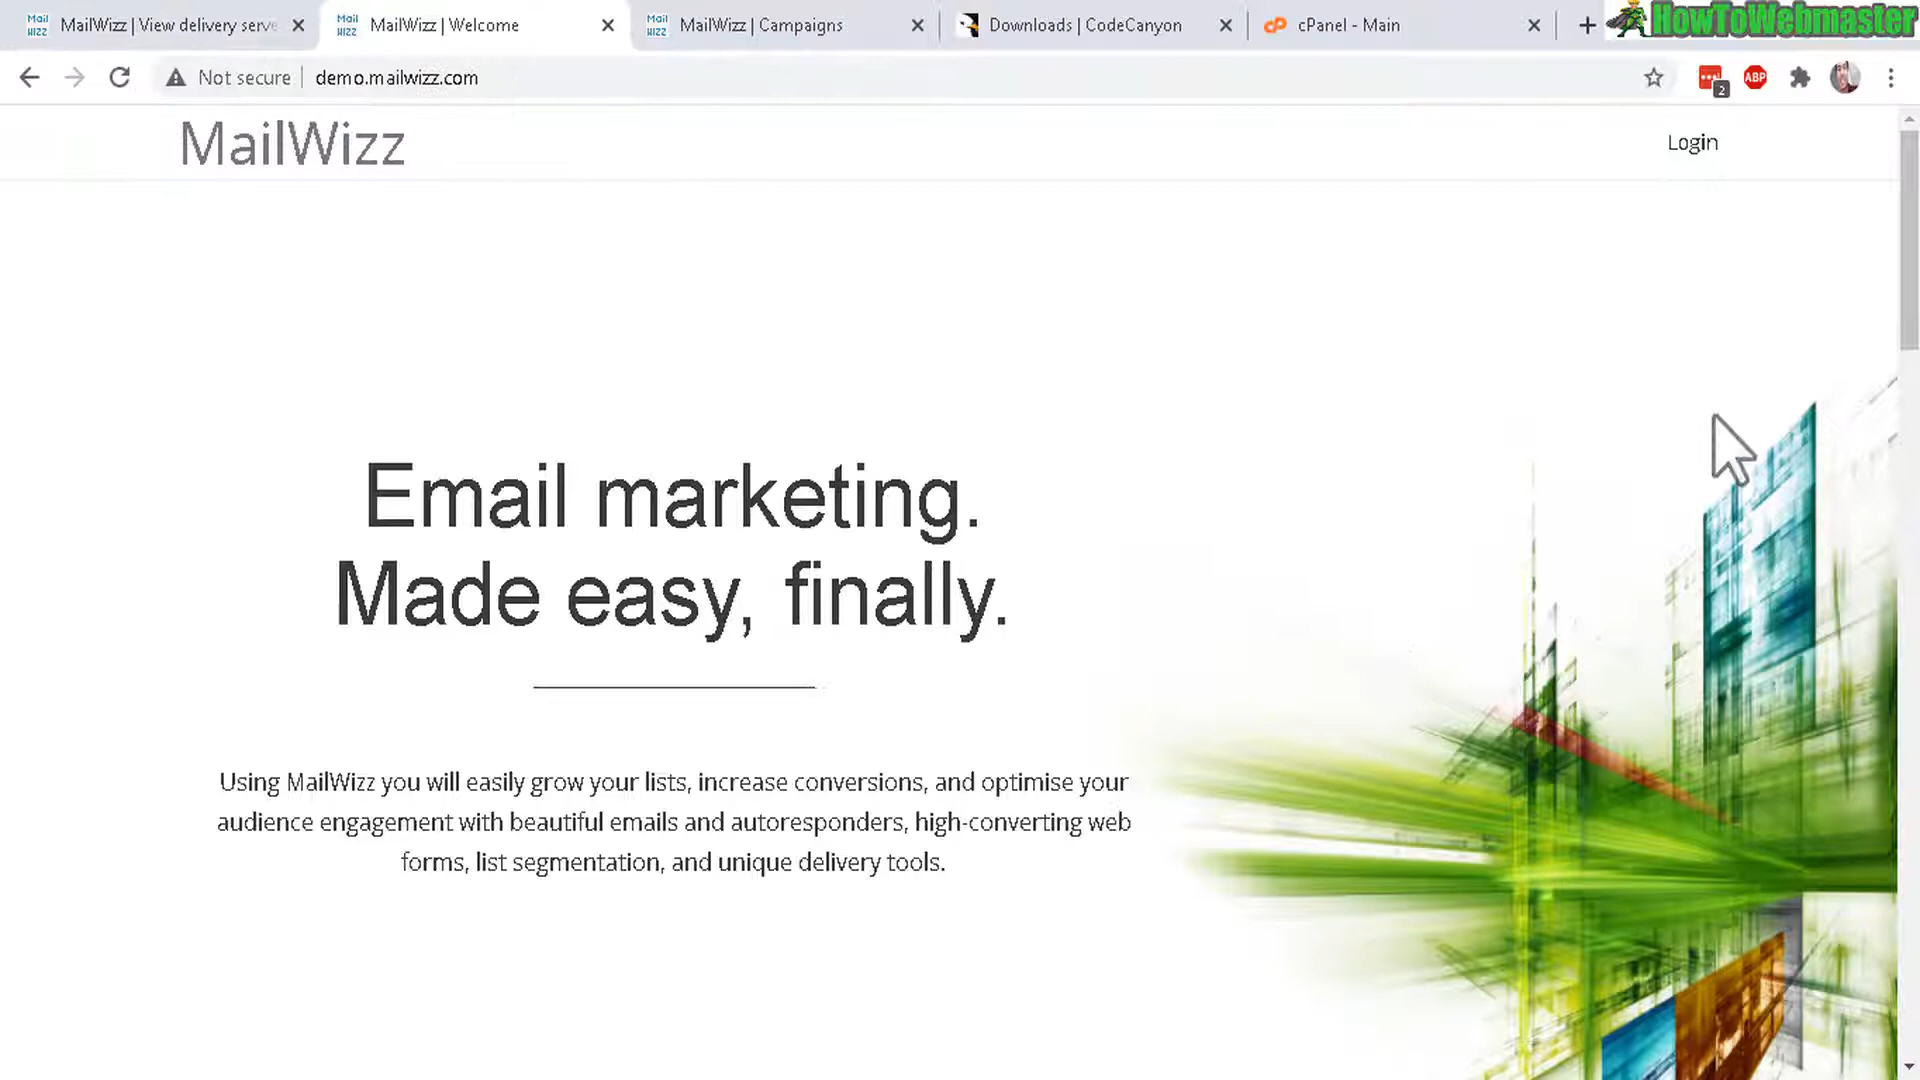 MailWizz | View delivery serve
MailWizz | Welcome
MailWizz | Campaigns
Downloads | CodeCanyon
cPanel - Main
HowToWebmaster
Not secure
demo.mailwizz.com
2
ABP
MailWizz
Login
Email marketing.
Made easy, finally.
Using MailWizz you will easily grow your lists, increase conversions, and optimise your
audience engagement with beautiful emails and autoresponders, high-converting web
forms, list segmentation, and unique delivery tools.